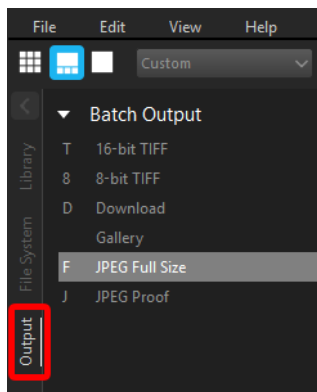 File Edit View Help
Custom
Batch Output
T 16-bit TIFF
8 8-bit TIFF
D Download
Gallery
F JPEG Full Size
J JPEG Proof
Library
File System
Output